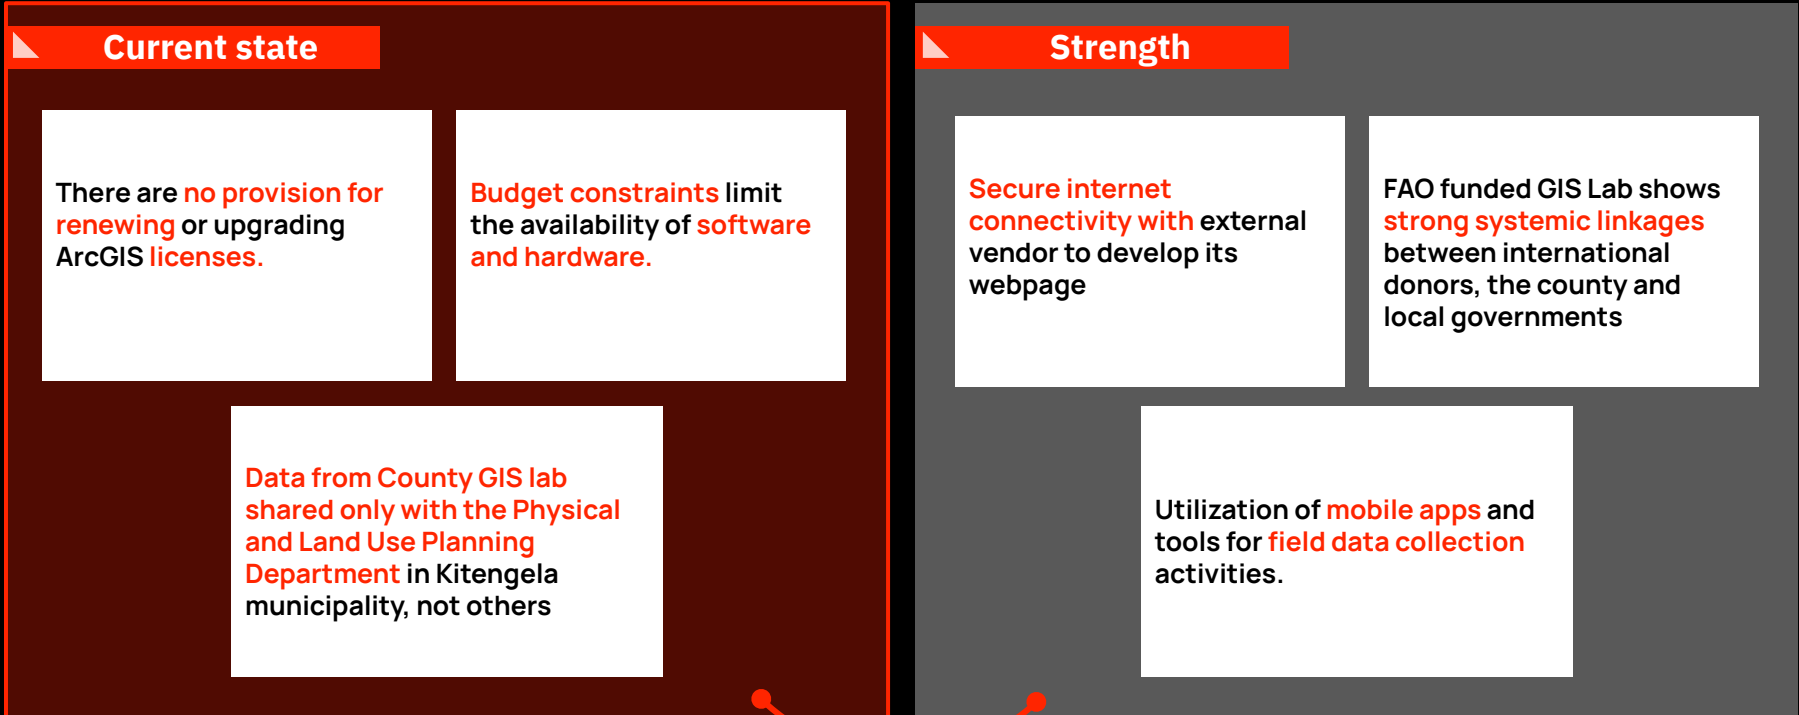 Current state
There are no provision for
renewing or upgrading
ArcGIS licenses.
Budget constraints limit
the availability of software
and hardware.
Data from County GIS lab
shared only with the Physical
and Land Use Planning
Department in Kitengela
municipality, not others
Strength
Secure internet
connectivity with external
vendor to develop its
webpage
FAO funded GIS Lab shows
strong systemic linkages
between international
donors, the county and
local governments
Utilization of mobile apps and
tools for field data collection
activities.